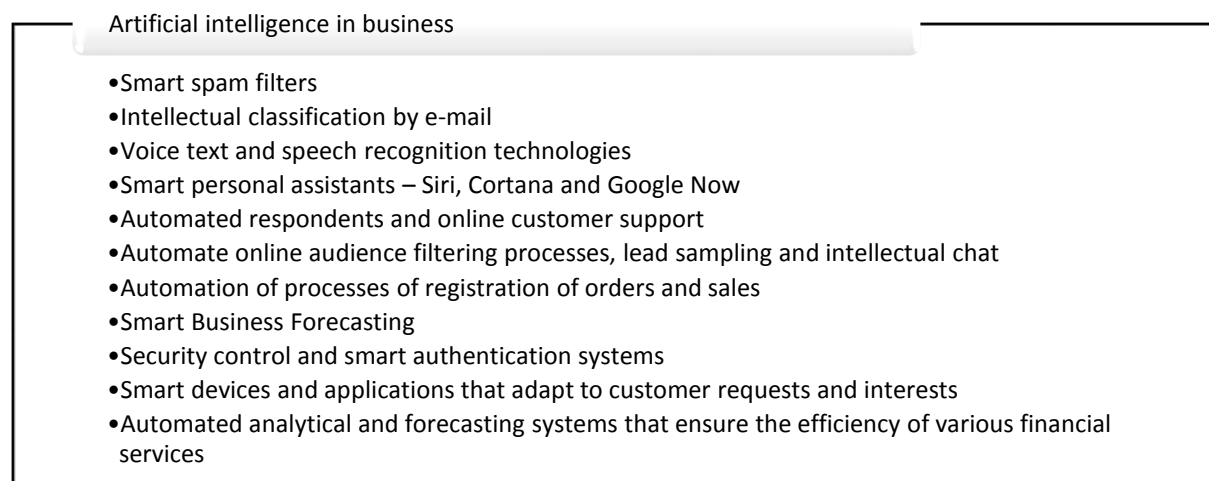 Artificial intelligence in business
•Smart spam filters
•Intellectual classification by e-mail
•Voice text and speech recognition technologies
•Smart personal assistants – Siri, Cortana and Google Now
•Automated respondents and online customer support
•Automate online audience filtering processes, lead sampling and intellectual chat
•Automation of processes of registration of orders and sales
•Smart Business Forecasting
•Security control and smart authentication systems
•Smart devices and applications that adapt to customer requests and interests
•Automated analytical and forecasting systems that ensure the efficiency of various financial
services